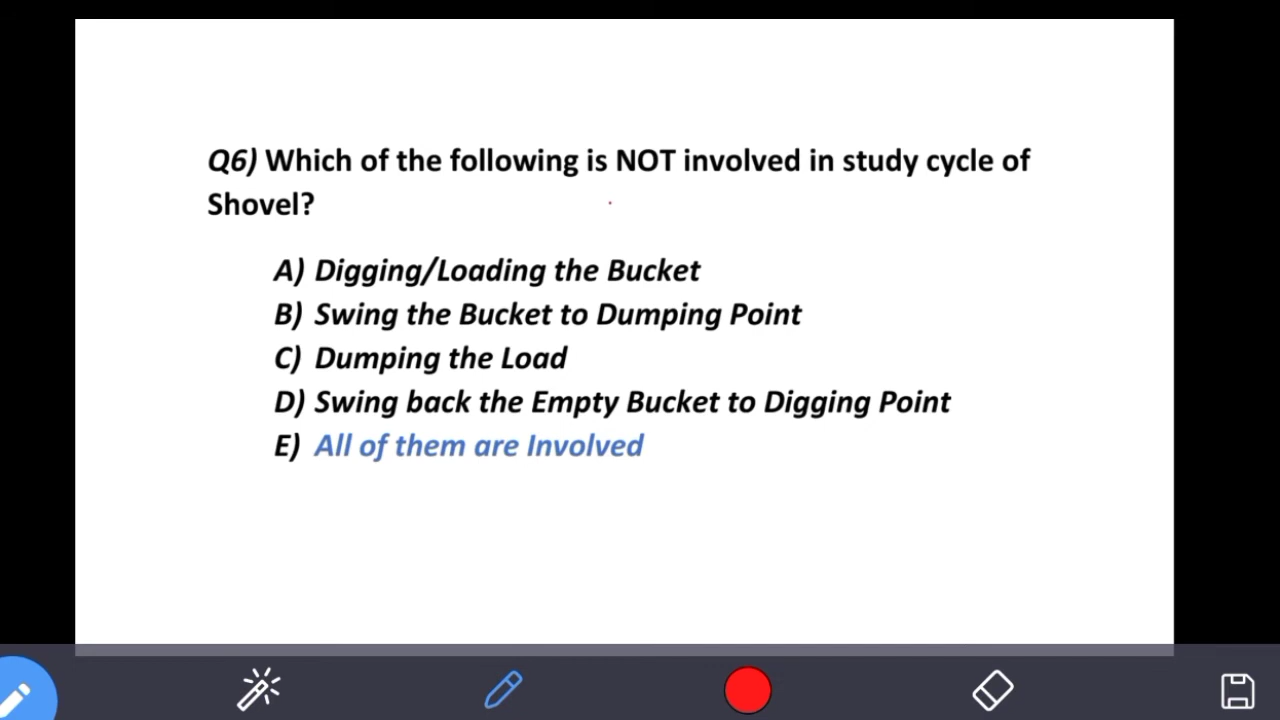 Q6) Which of the following is NOT involved in study cycle of
Shovel?
A) Digging/Loading the Bucket
B) Swing the Bucket to Dumping Point
C) Dumping the Load
D) Swing back the Empty Bucket to Digging Point
E) All of them are Involved